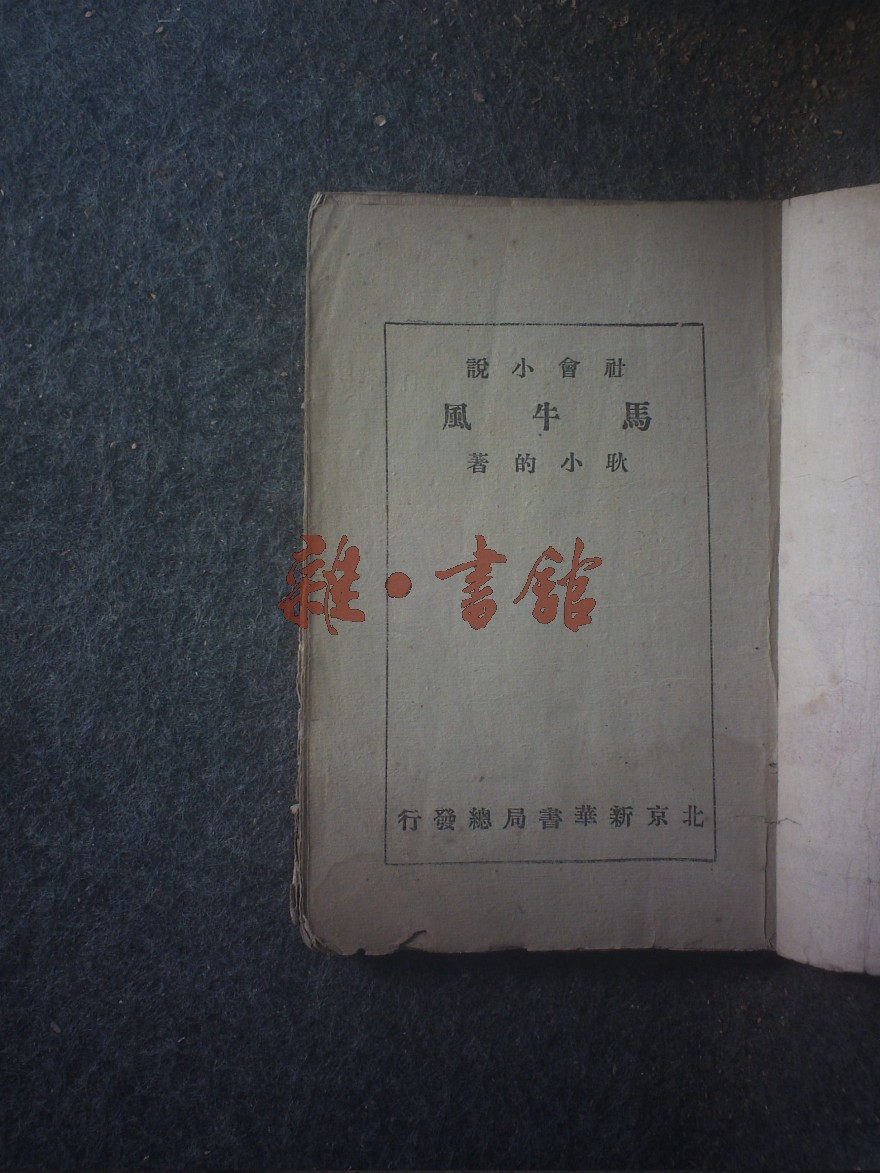 社會小說
馬牛風
耿小的著
雜·書館
北京新華書局總發行